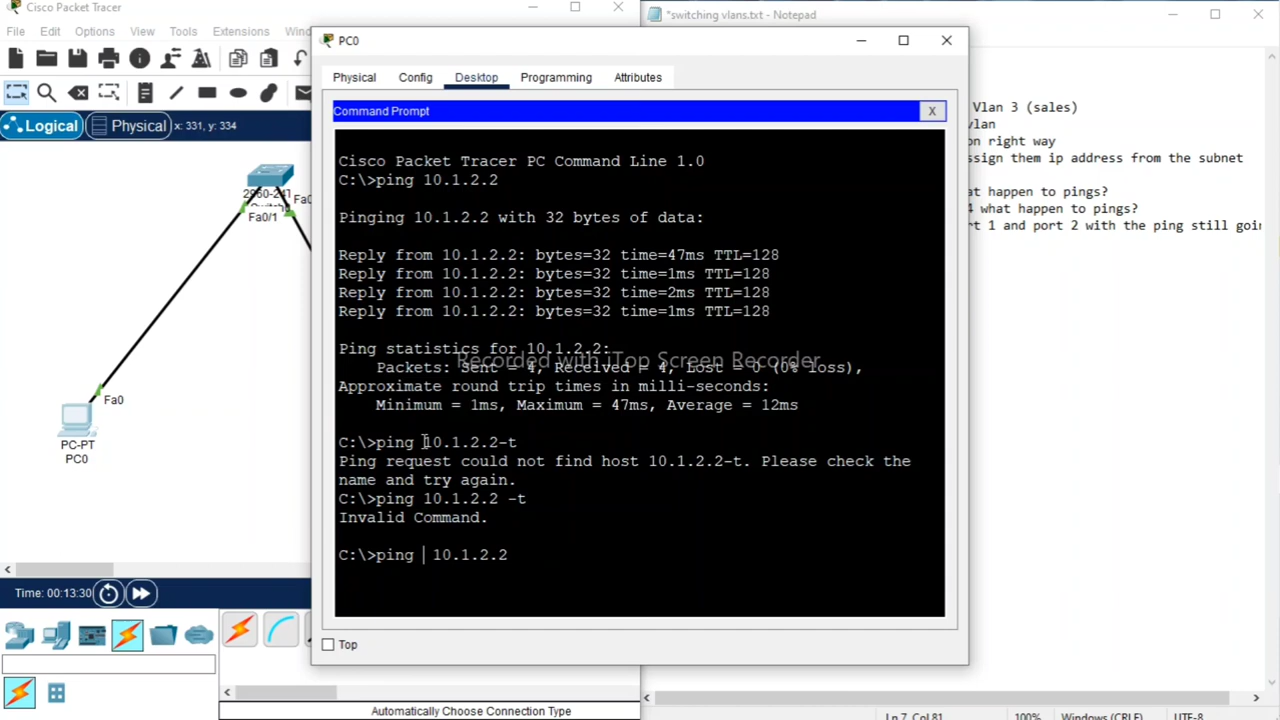 Cisco Packet Tracer
File Edit Options View Tools Extensions
Logical Physical x: 331, y: 334
Fa0/1
Fa0
PC-PT
PC0
Time: 00:13:30
Automatically Choose Connection Type
PC0
Physical Config Desktop Programming Attributes
Command Prompt
X
Cisco Packet Tracer PC Command Line 1.0
C:\>ping 10.1.2.2
Pinging 10.1.2.2 with 32 bytes of data:
Reply from 10.1.2.2: bytes=32 time=47ms TTL=128
Reply from 10.1.2.2: bytes=32 time=1ms TTL=128
Reply from 10.1.2.2: bytes=32 time=2ms TTL=128
Reply from 10.1.2.2: bytes=32 time=1ms TTL=128
Ping statistics for 10.1.2.2:
Packets: Sent = 4, Received = 4, Lost = 0 (0% loss),
Approximate round trip times in milli-seconds:
Minimum = 1ms, Maximum = 47ms, Average = 12ms
C:\>ping 10.1.2.2-t
Ping request could not find host 10.1.2.2-t. Please check the
name and try again.
C:\>ping 10.1.2.2 -t
Invalid Command.
C:\>ping  10.1.2.2
Recorded with iTop Screen Recorder
Top
*switching vlans.txt - Notepad
Vlan 3 (sales)
vlan
on right way
ssign them ip address from the subnet
at happen to pings?
4 what happen to pings?
rt 1 and port 2 with the ping still goi
Ln 7, Col 81 100% Windows (CRLF) UTF-8